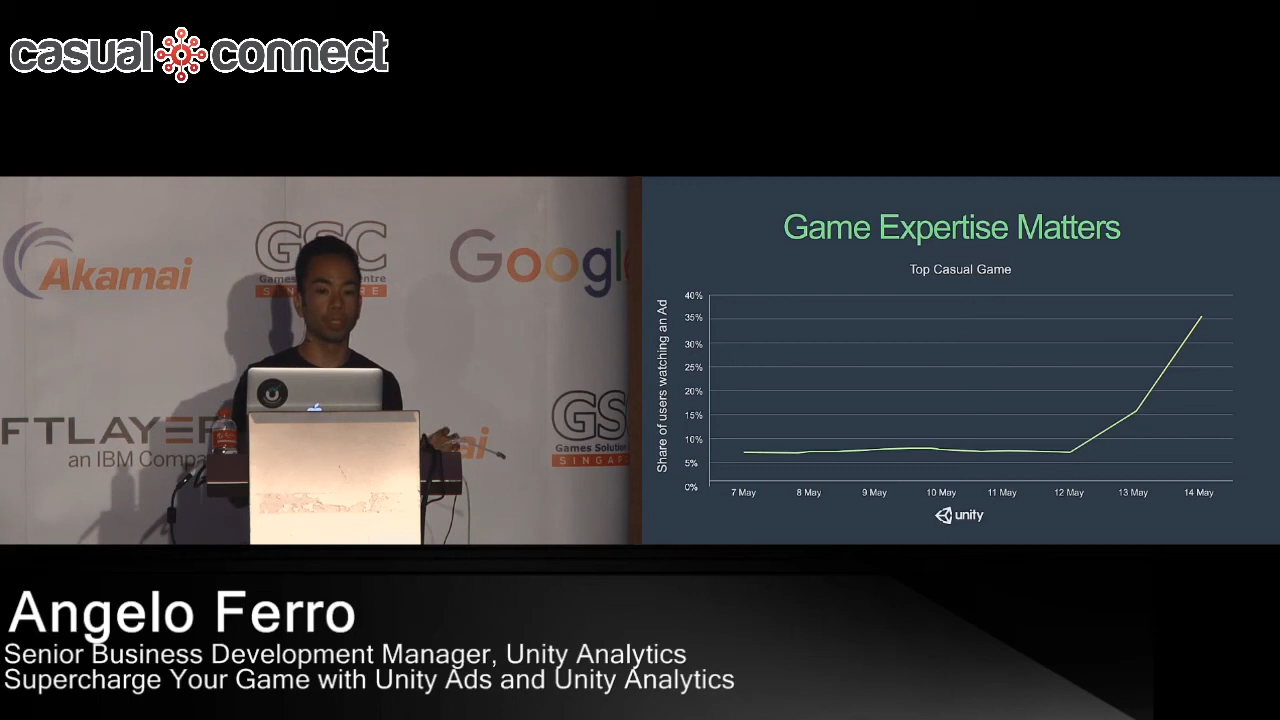 casual connect
Akamai
GSC
Games
Centre
SINGAPORE
Googl
FTLAYER
an IBM Compa
ai
GS
Games Solution
SINGAP
Game Expertise Matters
Top Casual Game
Share of users watching an Ad
40%
35%
30%
25%
20%
15%
10%
5%
0%
7 May
8 May
9 May
10 May
11 May
12 May
13 May
14 May
unity
Angelo Ferro
Senior Business Development Manager, Unity Analytics
Supercharge Your Game with Unity Ads and Unity Analytics